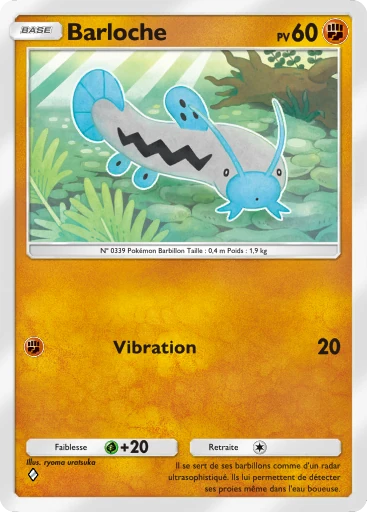 BASE Barloche PV 60
N° 0339 Pokémon Barbillon Taille : 0,4 m Poids : 1,9 kg
Vibration 20
Faiblesse +20 Retraite
Illus. ryoma uratsuka
Il se sert de ses barbillons comme d'un radar
ultrasophistiqué. Ils lui permettent de détecter
ses proies même dans l'eau boueuse.